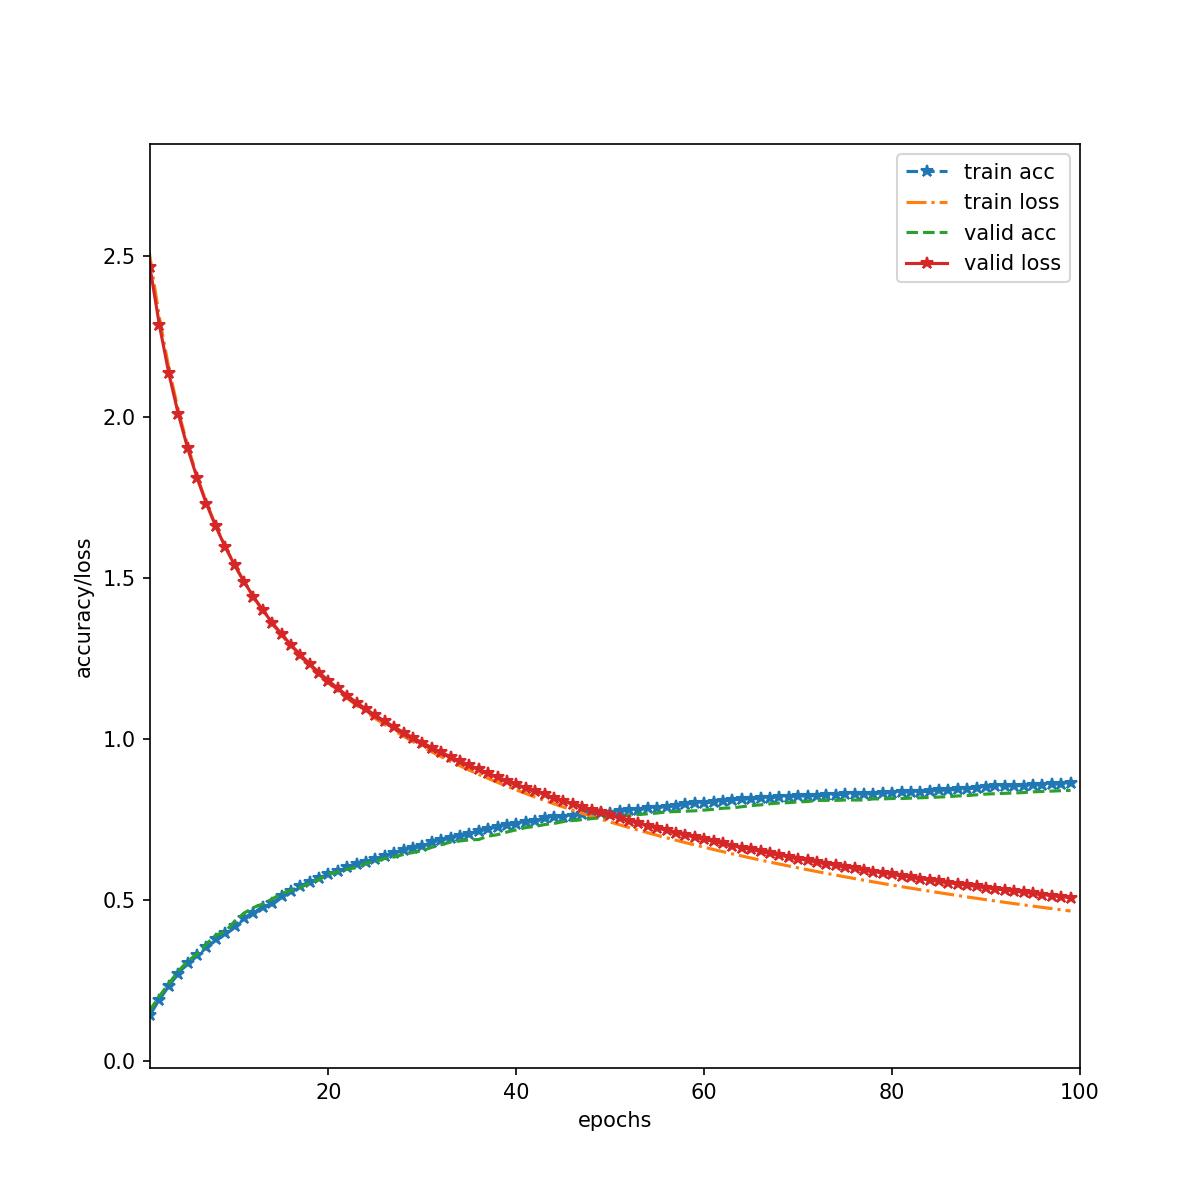 train acc
train loss
valid acc
valid loss
2.5
2.0
1.5
1.0
0.5
0.0
accuracy/loss
20 40 60 80 100
epochs